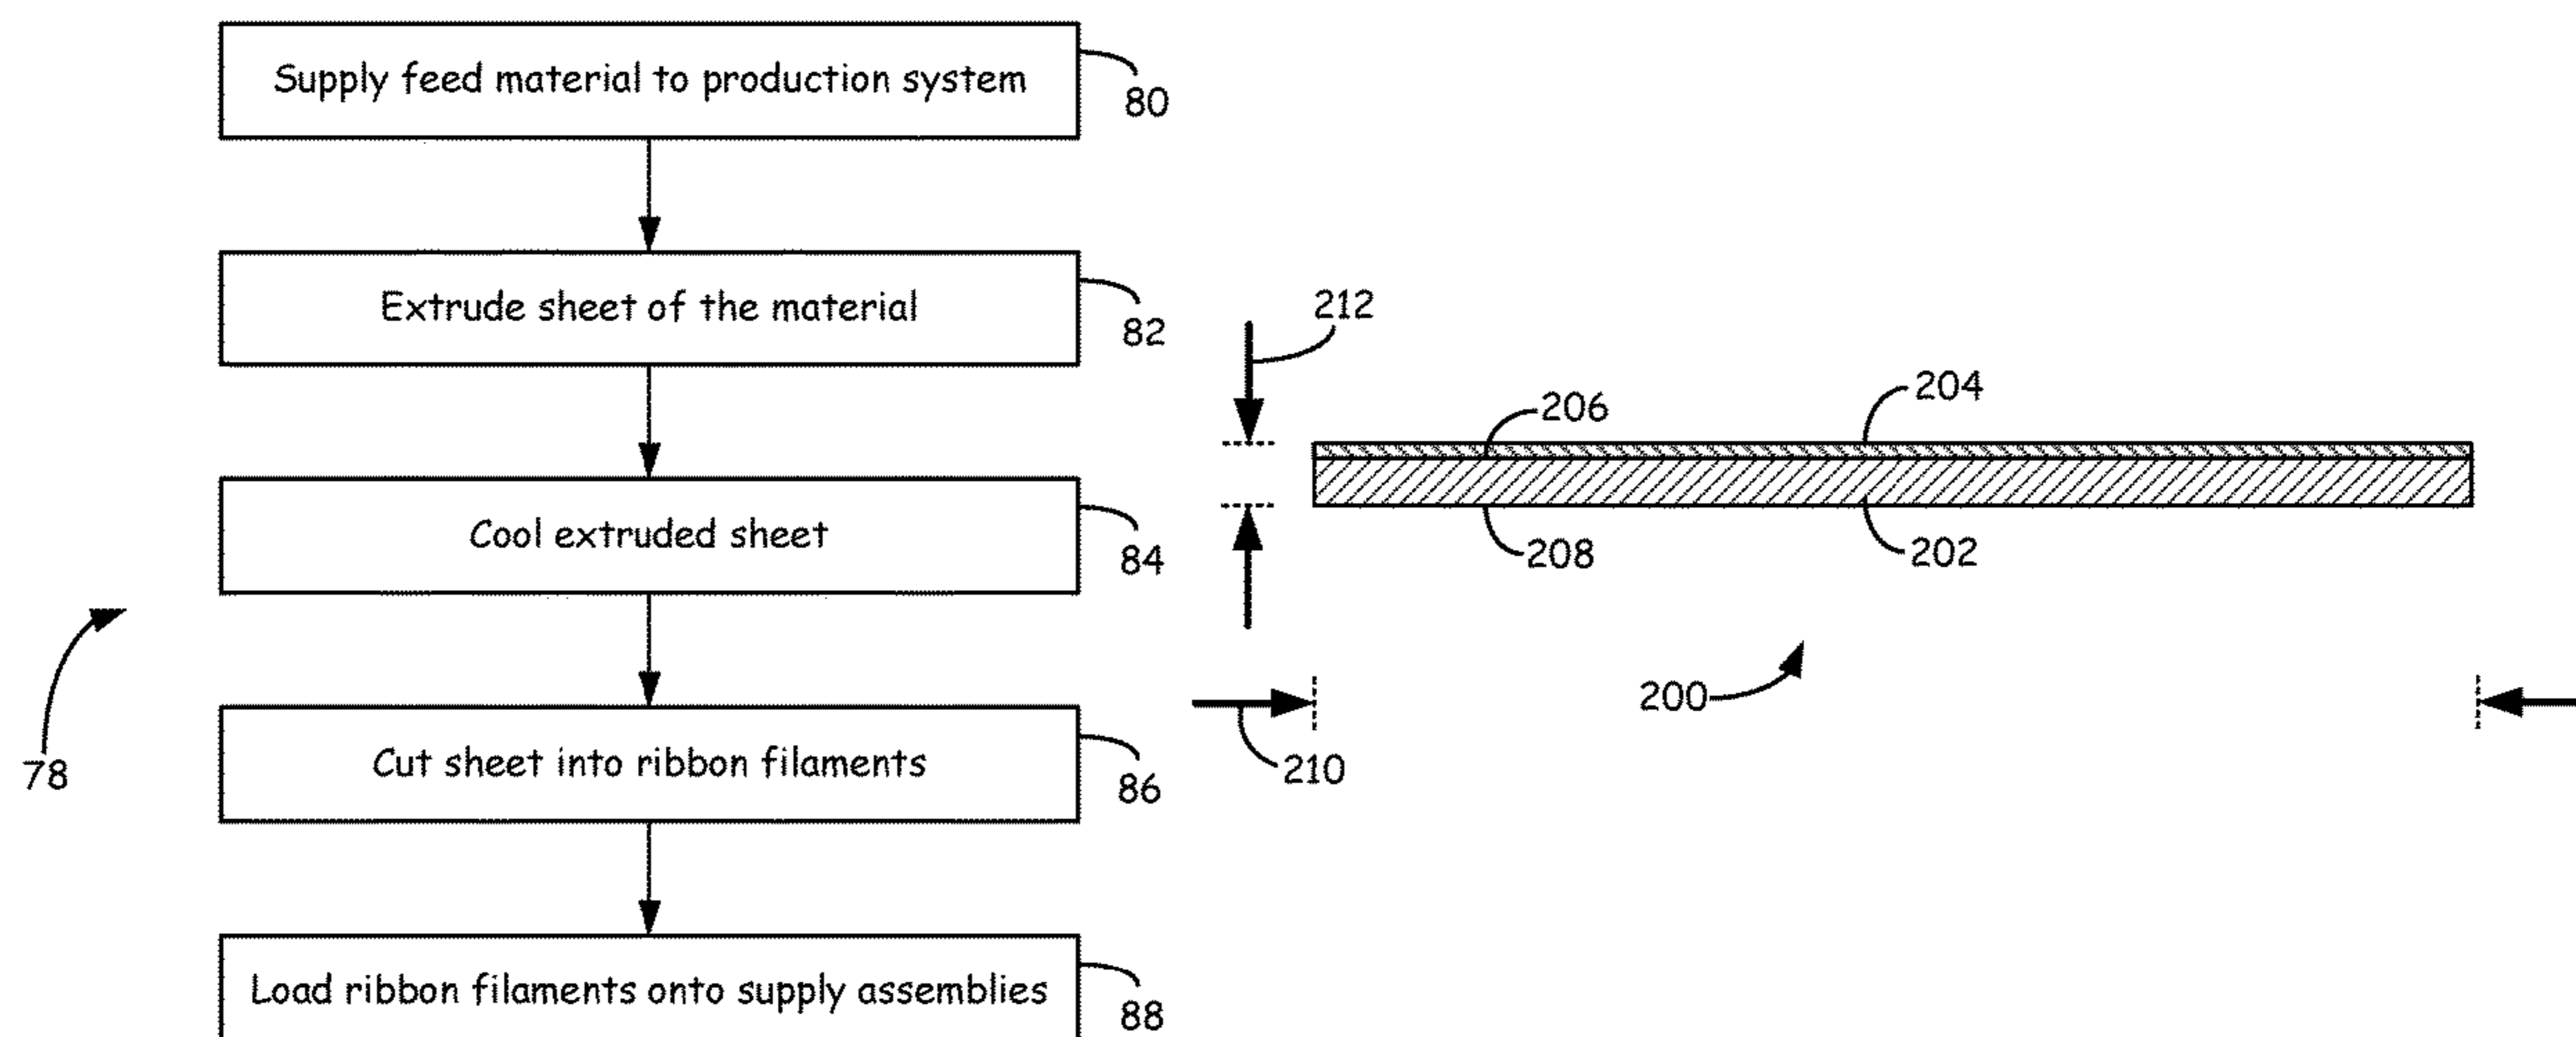 Supply feed material to production system
80
Extrude sheet of the material
82
Cool extruded sheet
84
Cut sheet into ribbon filaments
86
Load ribbon filaments onto supply assemblies
88
78
212
206
204
208
202
200
210